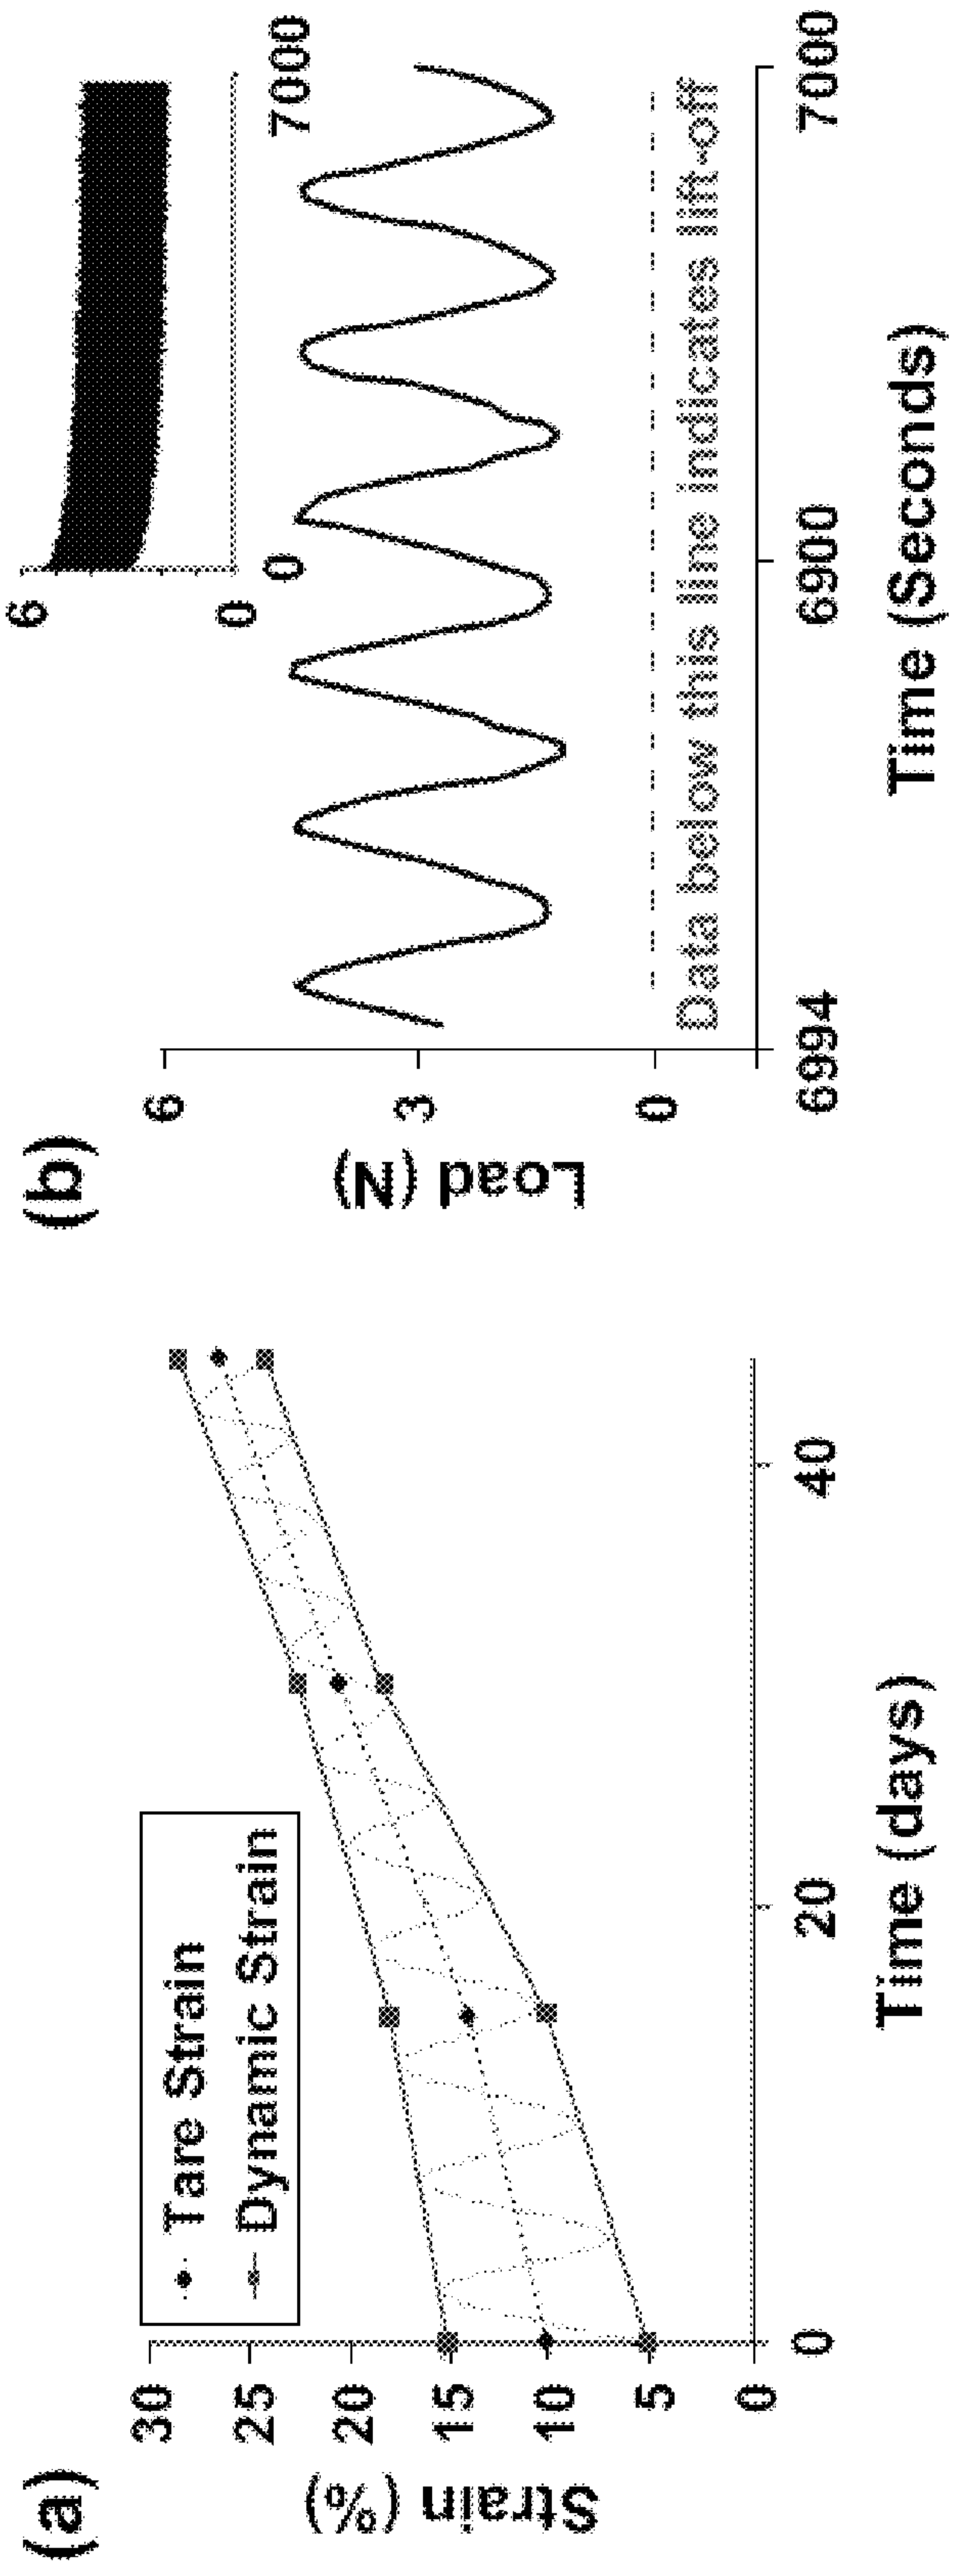 (a)
Strain (%)
30
25
20
15
10
5
0
Tare Strain
Dynamic Strain
0
20
40
Time (days)
(b)
Load (N)
6
3
0
6
0
0
7000
Data below this line indicates lift-off
6994
6900
7000
Time (Seconds)